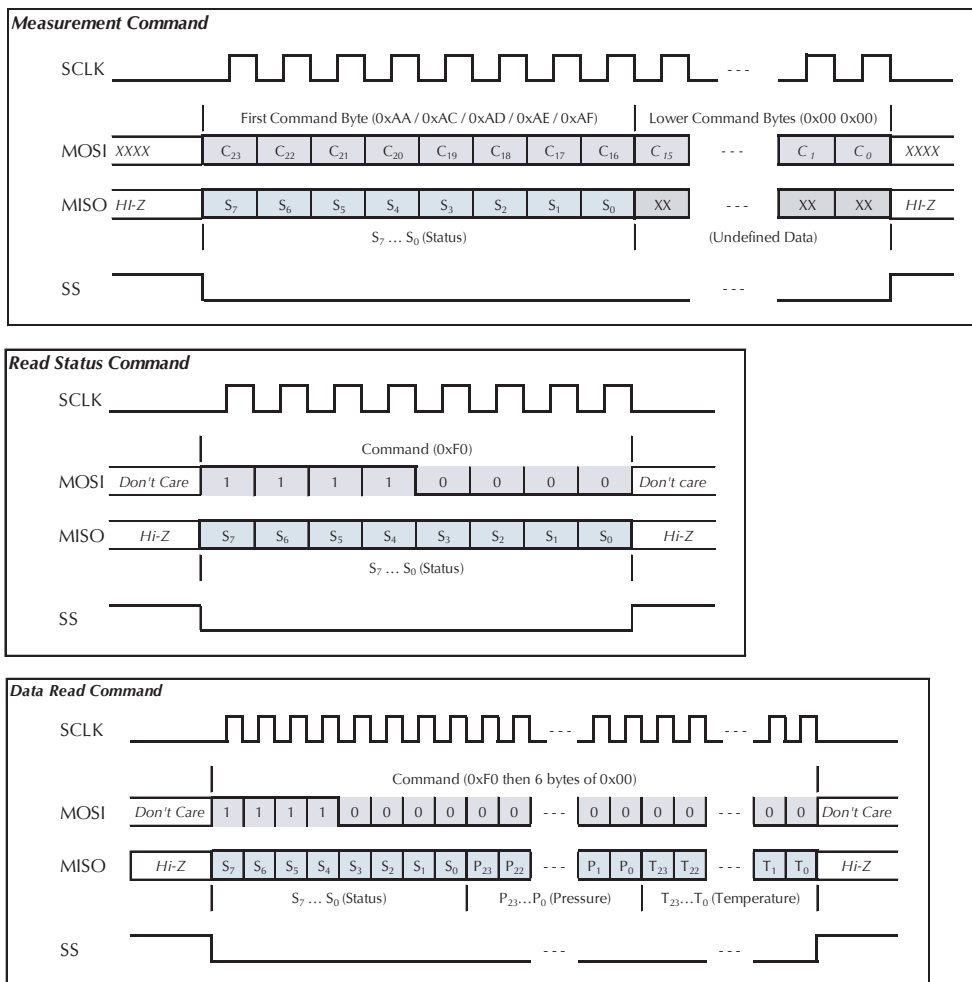 Measurement Command
SCLK
- - -
First Command Byte (0xAA / 0xAC / 0xAD / 0xAE / 0xAF) Lower Command Bytes (0x00 0x00)
MOSI XXXX C23 C22 C21 C20 C19 C18 C17 C16 C15 - - - C1 C0 XXXX
MISO HI-Z S7 S6 S5 S4 S3 S2 S1 S0 XX - - - XX XX HI-Z
S7 … S0 (Status) (Undefined Data)
SS - - -
Read Status Command
SCLK
Command (0xF0)
MOSI Don't Care 1 1 1 1 0 0 0 0 Don't care
MISO Hi-Z S7 S6 S5 S4 S3 S2 S1 S0 Hi-Z
S7 … S0 (Status)
SS
Data Read Command
SCLK - - - - - -
Command (0xF0 then 6 bytes of 0x00)
MOSI Don't Care 1 1 1 1 0 0 0 0 0 0 - - - 0 0 0 0 - - - 0 0 Don't Care
MISO Hi-Z S7 S6 S5 S4 S3 S2 S1 S0 P23 P22 - - - P1 P0 T23 T22 - - - T1 T0 Hi-Z
S7 … S0 (Status) P23…P0 (Pressure) T23…T0 (Temperature)
SS - - - - - -